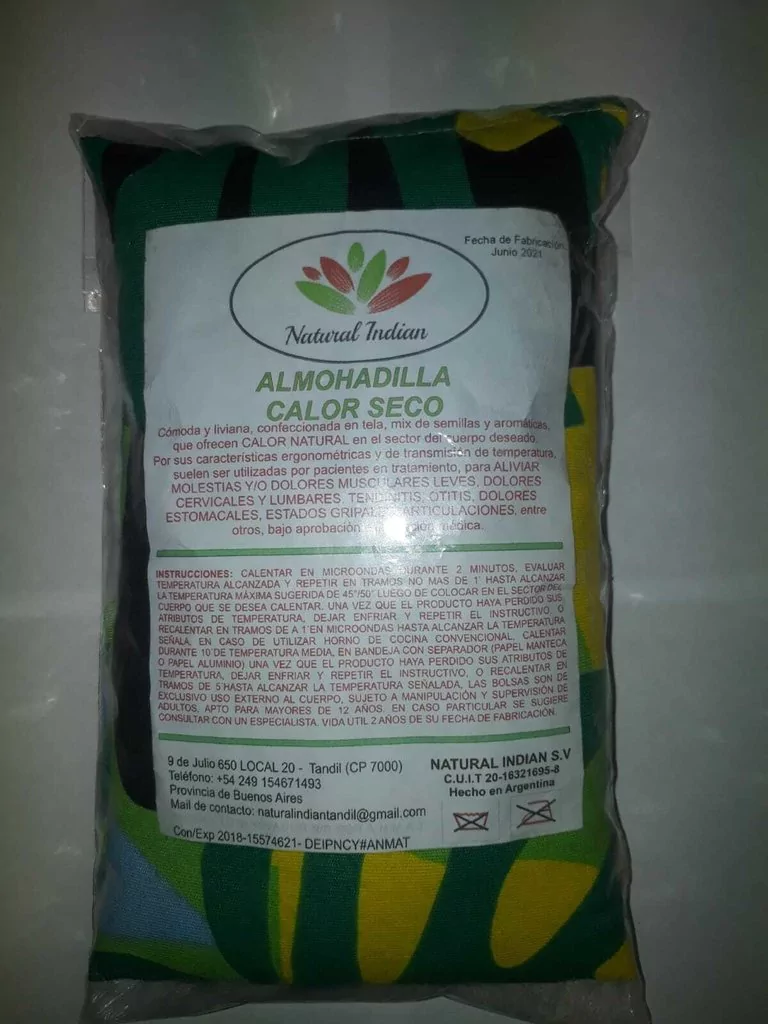 Fecha de Fabricación
Junio 2021
Natural Indian
ALMOHADILLA
CALOR SECO
Cómoda y liviana, confeccionada en tela, mix de semillas y aromáticas,
que ofrecen CALOR NATURAL en el sector del cuerpo deseado.
Por sus características ergonométricas y de transmisión de temperatura,
suelen ser utilizadas por pacientes en tratamiento, para ALIVIAR
MOLESTIAS Y/O DOLORES MUSCULARES LEVES, DOLORES
CERVICALES Y LUMBARES, TENDINITIS, OTITIS, DOLORES
ESTOMACALES, ESTADOS GRIPALES, ARTICULACIONES, entre
otros, bajo aprobación médica.
INSTRUCCIONES: CALENTAR EN MICROONDAS DURANTE 2 MINUTOS, EVALUAR
TEMPERATURA ALCANZADA Y REPETIR EN TRAMOS NO MAS DE 1' HASTA ALCANZAR
LA TEMPERATURA MÁXIMA SUGERIDA DE 45°/50° LUEGO DE COLOCAR EN EL SECTOR DEL
CUERPO QUE SE DESEA CALENTAR. UNA VEZ QUE EL PRODUCTO HAYA PERDIDO SUS
ATRIBUTOS DE TEMPERATURA, DEJAR ENFRIAR Y REPETIR EL INSTRUCTIVO, O
RECALENTAR EN TRAMOS DE A 1' EN MICROONDAS HASTA ALCANZAR LA TEMPERATURA
SEÑALA, EN CASO DE UTILIZAR HORNO DE COCINA CONVENCIONAL, CALENTAR
DURANTE 10' DE TEMPERATURA MEDIA, EN BANDEJA CON SEPARADOR (PAPEL MANTECA
O PAPEL ALUMINIO) UNA VEZ QUE EL PRODUCTO HAYA PERDIDO SUS ATRIBUTOS DE
TEMPERATURA, DEJAR ENFRIAR Y REPETIR EL INSTRUCTIVO, O RECALENTAR EN
TRAMOS DE 5' HASTA ALCANZAR LA TEMPERATURA SEÑALADA, LAS BOLSAS SON DE
EXCLUSIVO USO EXTERNO AL CUERPO, SUJETO A MANIPULACIÓN Y SUPERVISIÓN DE
ADULTOS, APTO PARA MAYORES DE 12 AÑOS. EN CASO PARTICULAR SE SUGIERE
CONSULTAR CON UN ESPECIALISTA. VIDA UTIL 2 AÑOS DE SU FECHA DE FABRICACIÓN.
9 de Julio 650 LOCAL 20 - Tandil (CP 7000)
Teléfono: +54 249 154671493
Provincia de Buenos Aires
Mail de contacto: naturalindiantandil@gmail.com
Con/Exp 2018-15574621- DEIPNCY#ANMAT
NATURAL INDIAN S.V
C.U.I.T 20-16321695-8
Hecho en Argentina